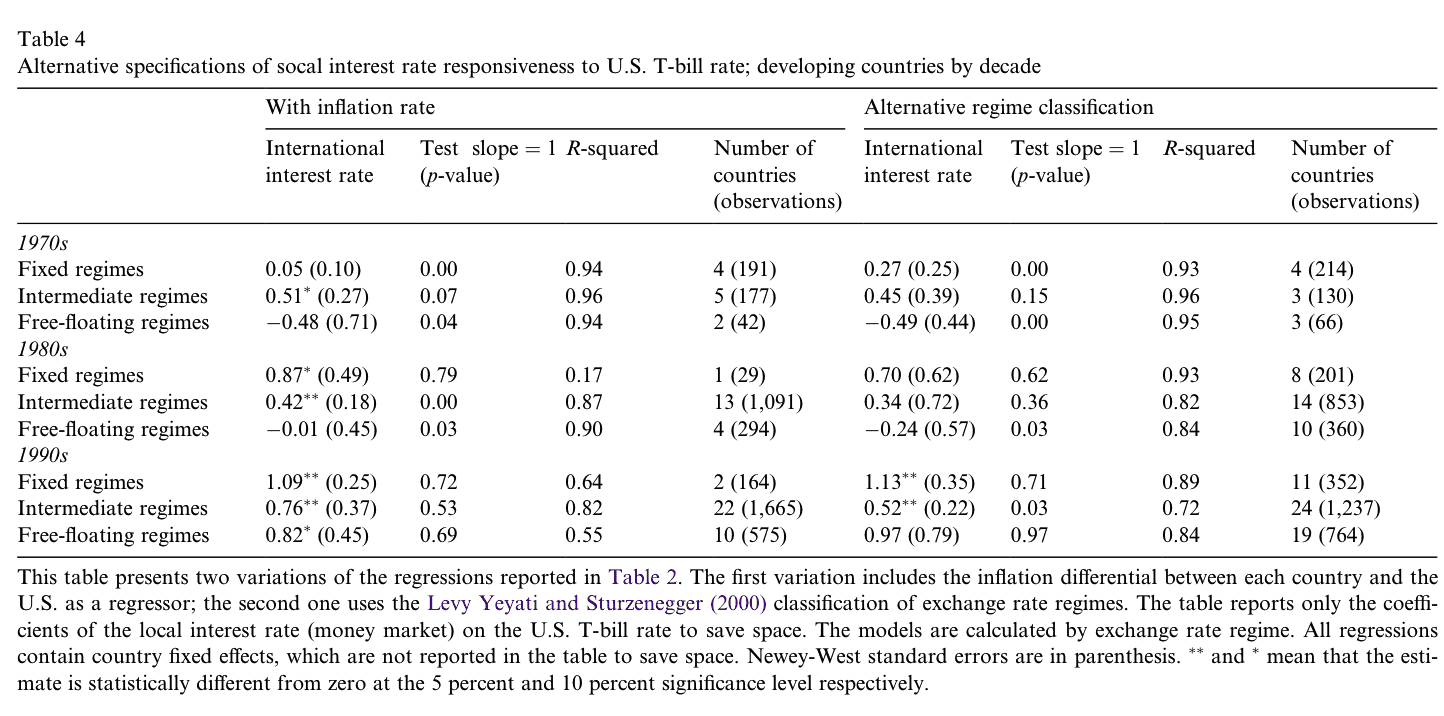 Table 4
Alternative specifications of socal interest rate responsiveness to U.S. T-bill rate; developing countries by decade
With inflation rate Alternative regime classification
International interest rate Test slope = 1 (p-value) R-squared Number of countries (observations) International interest rate Test slope = 1 (p-value) R-squared Number of countries (observations)
1970s
Fixed regimes 0.05 (0.10) 0.00 0.94 4 (191) 0.27 (0.25) 0.00 0.93 4 (214)
Intermediate regimes 0.51* (0.27) 0.07 0.96 5 (177) 0.45 (0.39) 0.15 0.96 3 (130)
Free-floating regimes −0.48 (0.71) 0.04 0.94 2 (42) −0.49 (0.44) 0.00 0.95 3 (66)
1980s
Fixed regimes 0.87* (0.49) 0.79 0.17 1 (29) 0.70 (0.62) 0.62 0.93 8 (201)
Intermediate regimes 0.42** (0.18) 0.00 0.87 13 (1,091) 0.34 (0.72) 0.36 0.82 14 (853)
Free-floating regimes −0.01 (0.45) 0.03 0.90 4 (294) −0.24 (0.57) 0.03 0.84 10 (360)
1990s
Fixed regimes 1.09** (0.25) 0.72 0.64 2 (164) 1.13** (0.35) 0.71 0.89 11 (352)
Intermediate regimes 0.76** (0.37) 0.53 0.82 22 (1,665) 0.52** (0.22) 0.03 0.72 24 (1,237)
Free-floating regimes 0.82* (0.45) 0.69 0.55 10 (575) 0.97 (0.79) 0.97 0.84 19 (764)
This table presents two variations of the regressions reported in Table 2. The first variation includes the inflation differential between each country and the
U.S. as a regressor; the second one uses the Levy Yeyati and Sturzenegger (2000) classification of exchange rate regimes. The table reports only the coeffi-
cients of the local interest rate (money market) on the U.S. T-bill rate to save space. The models are calculated by exchange rate regime. All regressions
contain country fixed effects, which are not reported in the table to save space. Newey-West standard errors are in parenthesis. ** and * mean that the esti-
mate is statistically different from zero at the 5 percent and 10 percent significance level respectively.